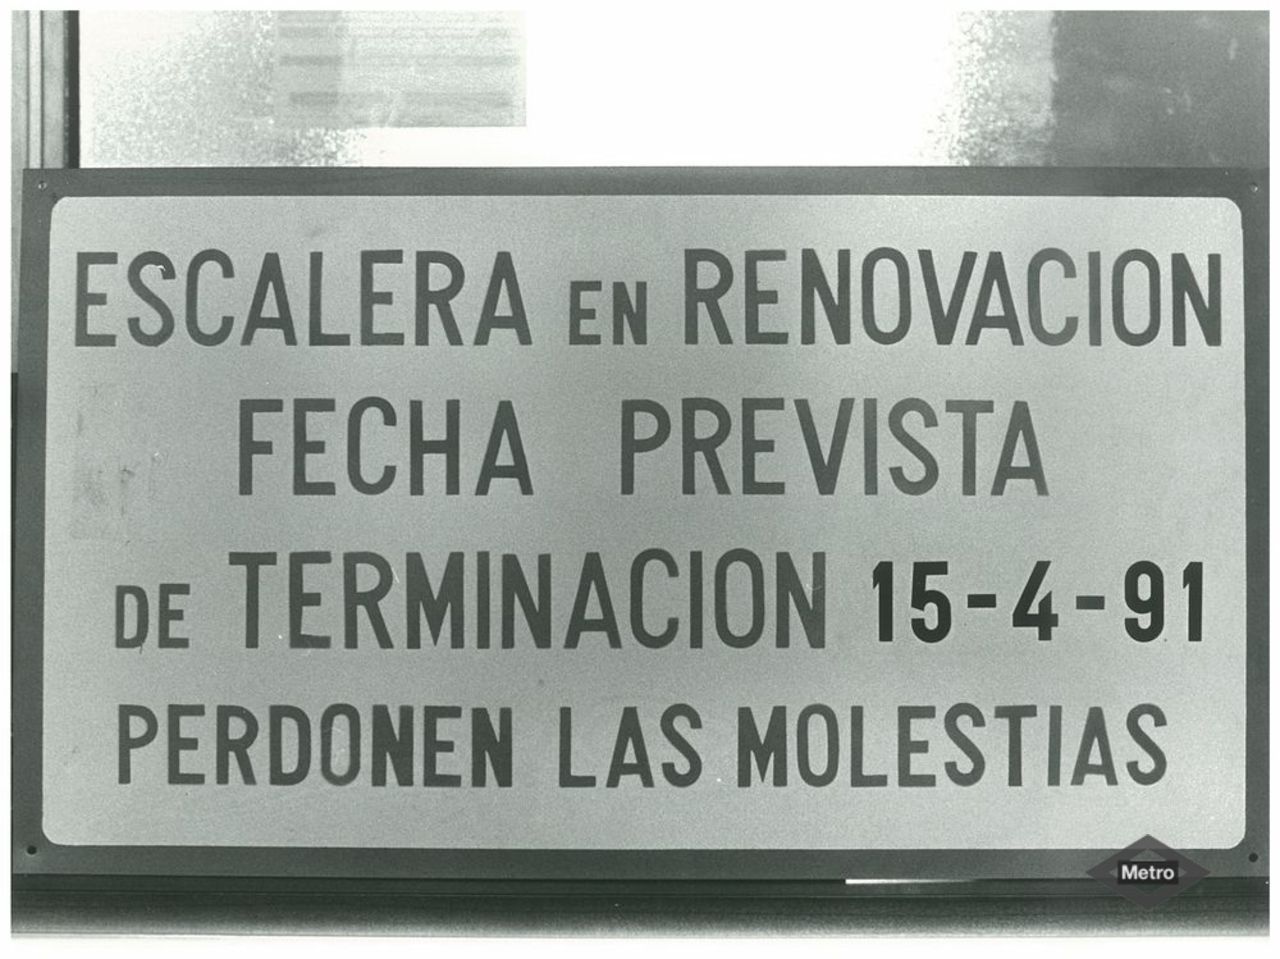 ESCALERA EN RENOVACION
FECHA PREVISTA
DE TERMINACION 15-4-91
PERDONEN LAS MOLESTIAS
Metro